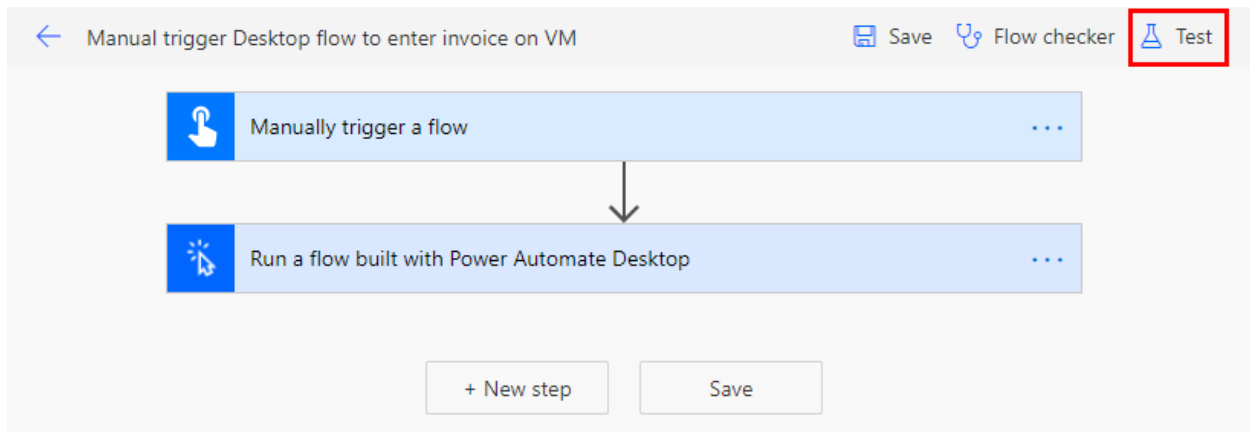 Manual trigger Desktop flow to enter invoice on VM
Save
Flow checker
Test
Manually trigger a flow
Run a flow built with Power Automate Desktop
+ New step
Save